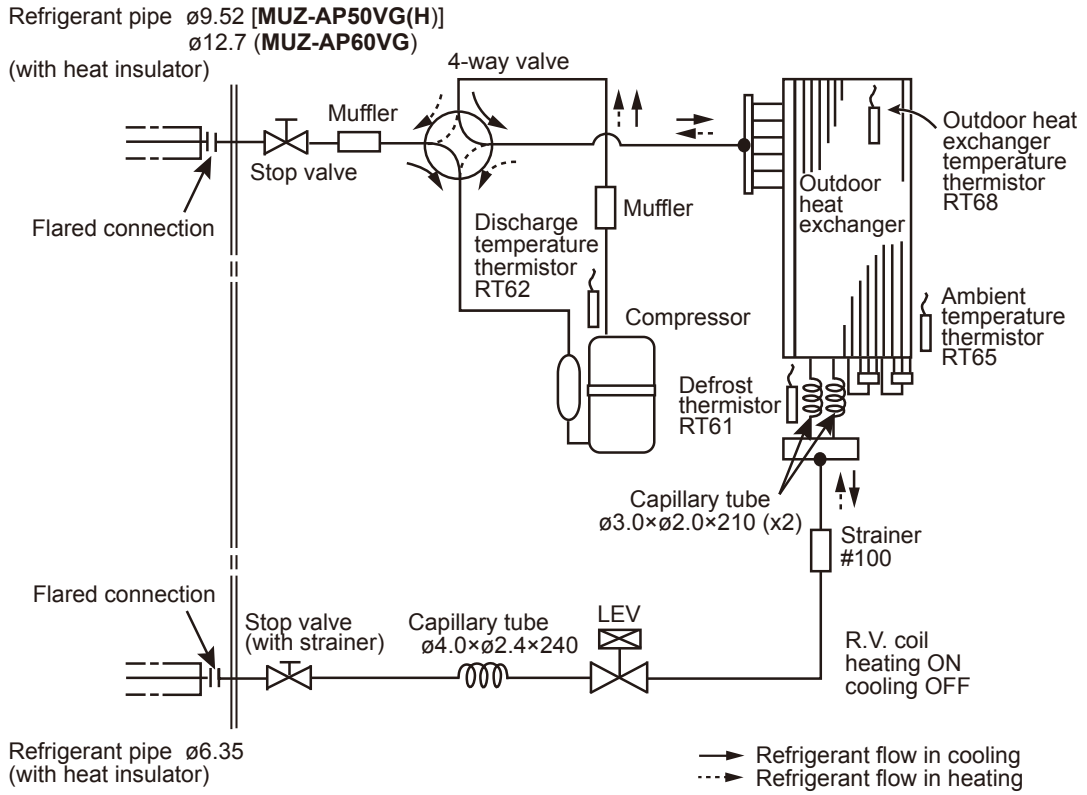 Refrigerant pipe ø9.52 [MUZ-AP50VG(H)]
ø12.7 (MUZ-AP60VG)
(with heat insulator)
4-way valve
Muffler
Stop valve
Flared connection
Outdoor heat
exchanger
temperature
thermistor
RT68
Outdoor
heat
exchanger
Muffler
Discharge
temperature
thermistor
RT62
Compressor
Ambient
temperature
thermistor
RT65
Defrost
thermistor
RT61
Capillary tube
ø3.0×ø2.0×210 (x2)
Strainer
#100
Flared connection
Stop valve
(with strainer)
Capillary tube
ø4.0×ø2.4×240
LEV
R.V. coil
heating ON
cooling OFF
Refrigerant pipe ø6.35
(with heat insulator)
Refrigerant flow in cooling
Refrigerant flow in heating